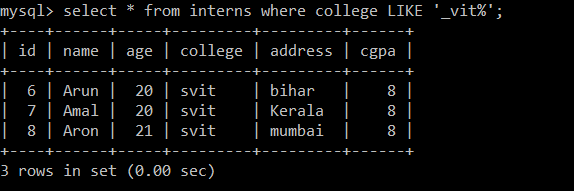 mysql> select * from interns where college LIKE '_vit%';
+----+------+-----+---------+---------+------+
| id | name | age | college | address | cgpa |
+----+------+-----+---------+---------+------+
|  6 | Arun |  20 | svit    | bihar   |    8 |
|  7 | Amal |  20 | svit    | Kerala  |    8 |
|  8 | Aron |  21 | svit    | mumbai  |    8 |
+----+------+-----+---------+---------+------+
3 rows in set (0.00 sec)